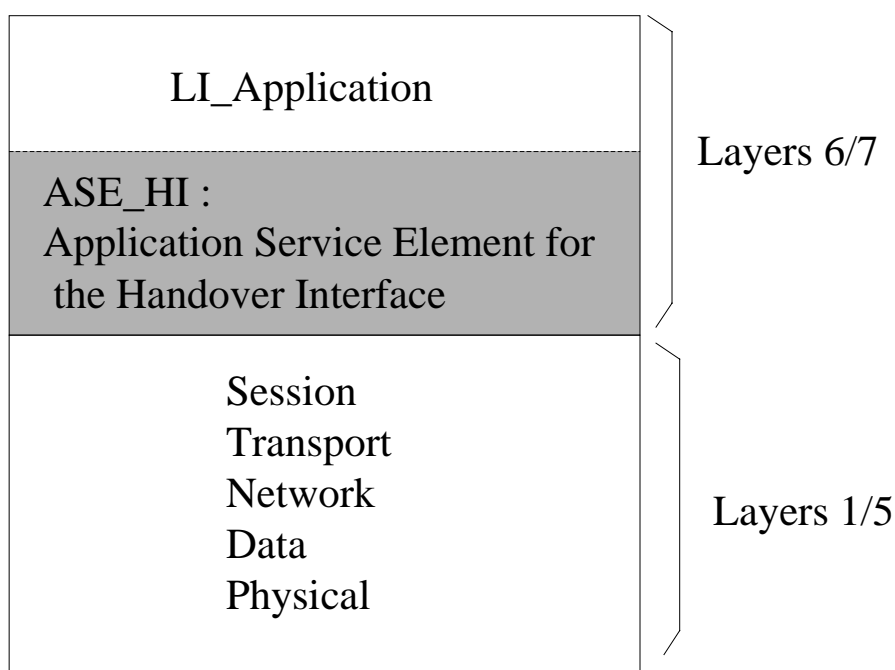 LI_Application
Layers 6/7
ASE_HI :
Application Service Element for
the Handover Interface
Session
Transport
Network
Data
Physical
Layers 1/5